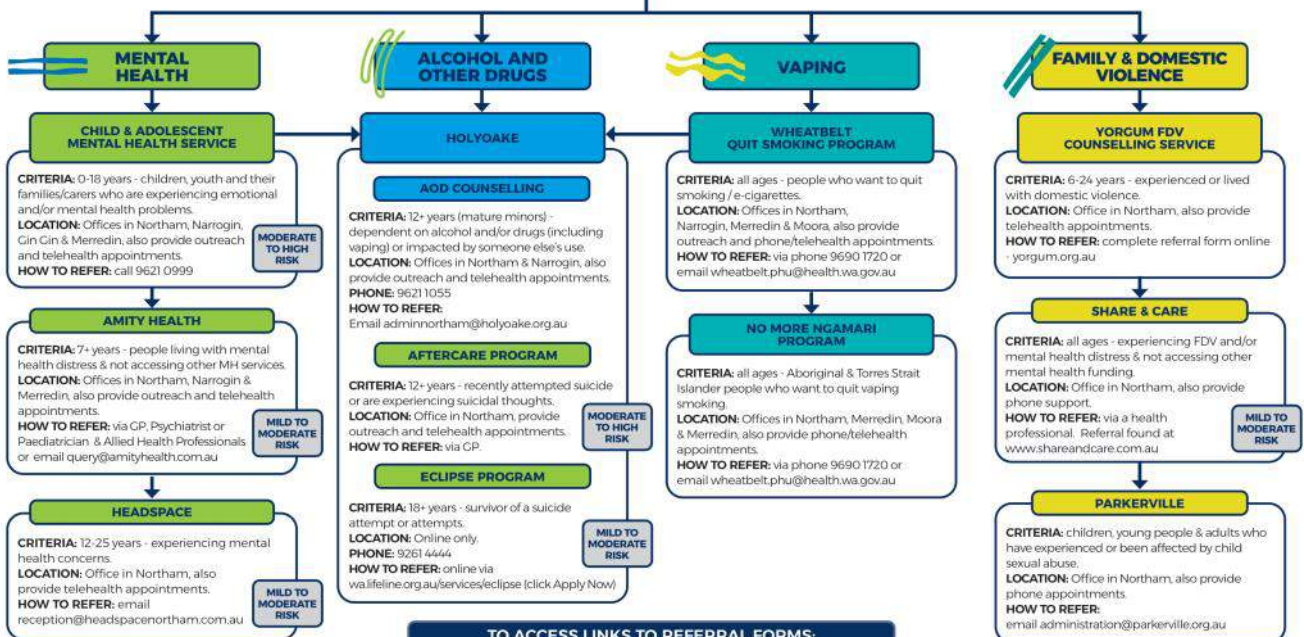 MENTAL
HEALTH
CHILD & ADOLESCENT
MENTAL HEALTH SERVICE
CRITERIA: 0-18 years - children, youth and their
families/carers who are experiencing emotional
and/or mental health problems.
LOCATION: Offices in Northam, Narrogin,
Gin Gin & Merredin, also provide outreach
and telehealth appointments.
HOW TO REFER: call 9621 0999
MODERATE
TO HIGH
RISK
AMITY HEALTH
CRITERIA: 7+ years - people living with mental
health distress & not accessing other MH services.
LOCATION: Offices in Northam, Narrogin &
Merredin, also provide outreach and telehealth
appointments.
HOW TO REFER: via GP, Psychiatrist or
Paediatrician & Allied Health Professionals
or email query@amityhealth.com.au
MILD TO
MODERATE
RISK
HEADSPACE
CRITERIA: 12-25 years - experiencing mental
health concerns.
LOCATION: Office in Northam, also
provide telehealth appointments.
HOW TO REFER: email
reception@headspacenortham.com.au
MILD TO
MODERATE
RISK
ALCOHOL AND
OTHER DRUGS
HOLYOAKE
AOD COUNSELLING
CRITERIA: 12+ years (mature minors) -
dependent on alcohol and/or drugs (including
vaping) or impacted by someone else's use.
LOCATION: Offices in Northam & Narrogin, also
provide outreach and telehealth appointments.
PHONE: 9621 1055
HOW TO REFER:
Email adminnortham@holyoake.org.au
AFTERCARE PROGRAM
CRITERIA: 12+ years - recently attempted suicide
or are experiencing suicidal thoughts.
LOCATION: Office in Northam, provide
outreach and telehealth appointments.
HOW TO REFER: via GP.
MODERATE
TO HIGH
RISK
ECLIPSE PROGRAM
CRITERIA: 18+ years - survivor of a suicide
attempt or attempts.
LOCATION: Online only.
PHONE: 9261 4444
HOW TO REFER: online via
wa.lifeline.org.au/services/eclipse (click Apply Now)
MILD TO
MODERATE
RISK
VAPING
WHEATBELT
QUIT SMOKING PROGRAM
CRITERIA: all ages - people who want to quit
smoking / e-cigarettes.
LOCATION: Offices in Northam,
Narrogin, Merredin & Moora, also provide
outreach and phone/telehealth appointments.
HOW TO REFER: via phone 9690 1720 or
email wheatbelt.phu@health.wa.gov.au
NO MORE NGAMARI
PROGRAM
CRITERIA: all ages - Aboriginal & Torres Strait
Islander people who want to quit vaping
smoking.
LOCATION: Offices in Northam, Merredin, Moora
& Merredin, also provide phone/telehealth
appointments.
HOW TO REFER: via phone 9690 1720 or
email wheatbelt.phu@health.wa.gov.au
FAMILY & DOMESTIC
VIOLENCE
YORGUM FDV
COUNSELLING SERVICE
CRITERIA: 6-24 years - experienced or lived
with domestic violence.
LOCATION: Office in Northam, also provide
telehealth appointments.
HOW TO REFER: complete referral form online
- yorgum.org.au
SHARE & CARE
CRITERIA: all ages - experiencing FDV and/or
mental health distress & not accessing other
mental health funding.
LOCATION: Office in Northam, also provide
phone support.
HOW TO REFER: via a health
professional. Referral found at
www.shareandcare.com.au
MILD TO
MODERATE
RISK
PARKERVILLE
CRITERIA: children, young people & adults who
have experienced or been affected by child
sexual abuse.
LOCATION: Office in Northam, also provide
phone appointments.
HOW TO REFER:
email administration@parkerville.org.au
TO ACCESS LINKS TO REFERRAL FORMS: